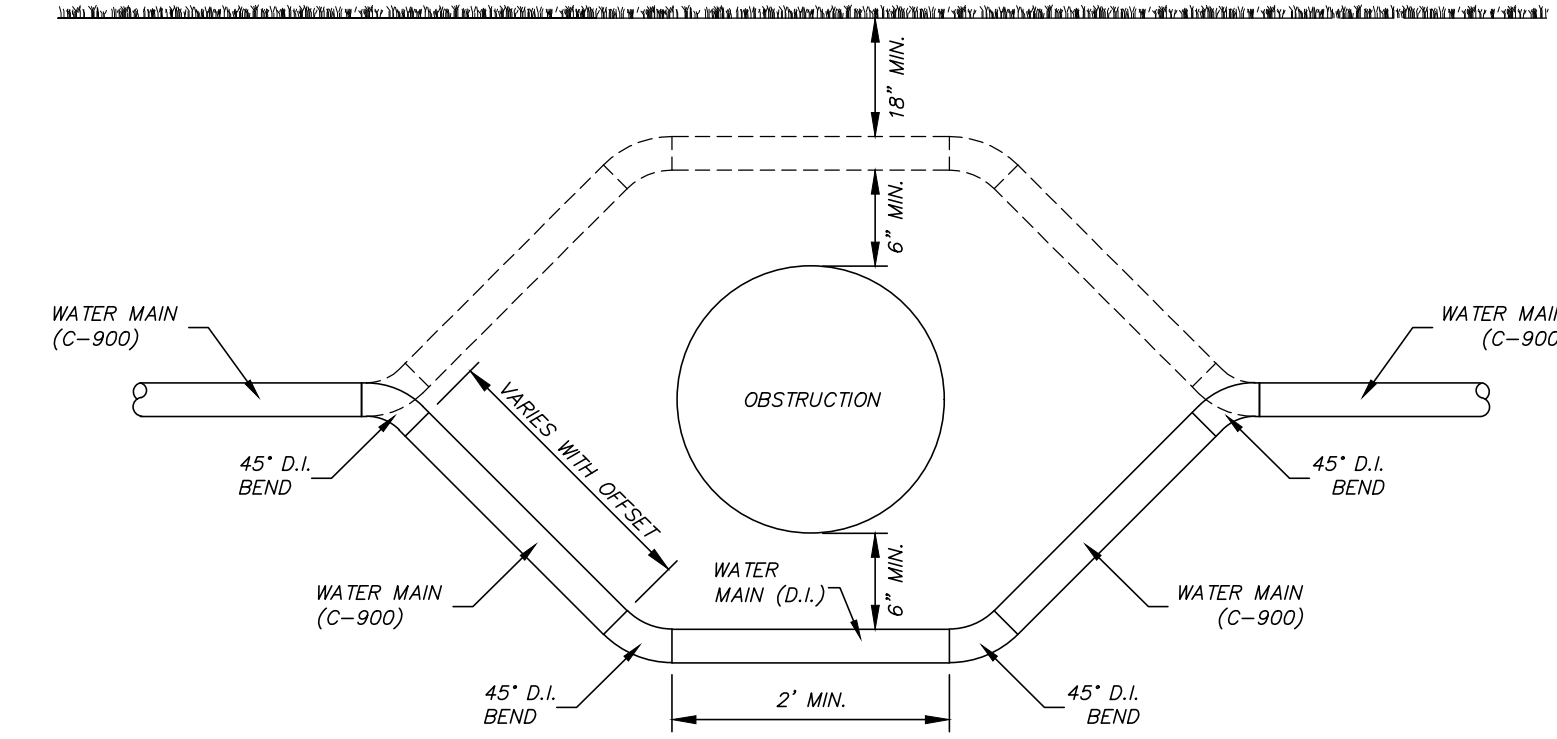 18" MIN.
6" MIN.
WATER MAIN
(C-900)
WATER MAIN
(C-900
OBSTRUCTION
VARIES WITH OFFSET
45° D.I.
BEND
45° D.I.
BEND
6" MIN.
WATER
MAIN (D.I.)
WATER MAIN
(C-900)
WATER MAIN
(C-900)
45° D.I.
BEND
2' MIN.
45° D.I.
BEND